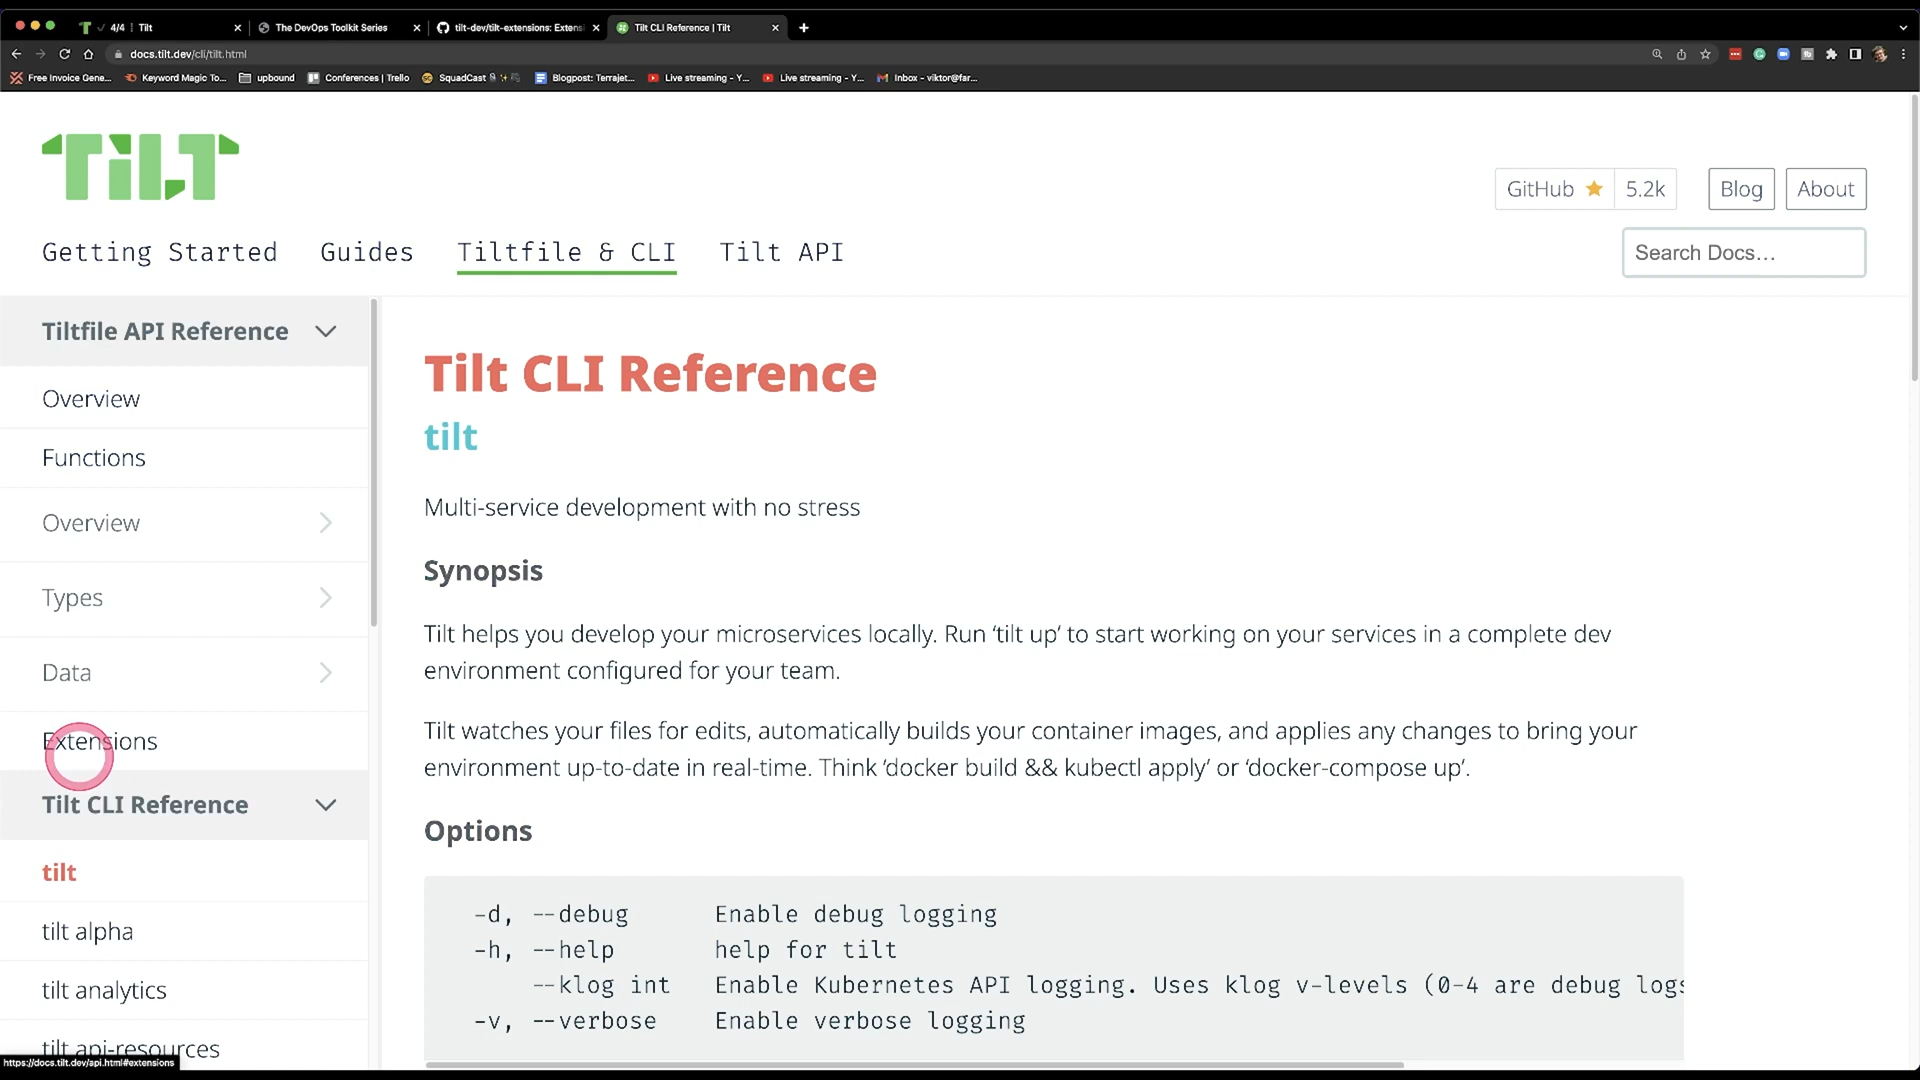 4/4 | Tilt
The DevOps Toolkit Series
tilt-dev/tilt-extensions: Extensi
Tilt CLI Reference | Tilt
docs.tilt.dev/cli/tilt.html
Free Invoice Gene...
Keyword Magic To...
upbound
Conferences | Trello
SquadCast
Blogpost: Terrajet...
Live streaming - Y...
Live streaming - Y...
Inbox - viktor@far...
TiLT
GitHub ★ 5.2k
Blog
About
Getting Started
Guides
Tiltfile & CLI
Tilt API
Search Docs...
Tiltfile API Reference
Overview
Functions
Overview
Types
Data
Extensions
Tilt CLI Reference
tilt
tilt alpha
tilt analytics
tilt api-resources
https://docs.tilt.dev/api.html#extensions
Tilt CLI Reference
tilt
Multi-service development with no stress
Synopsis
Tilt helps you develop your microservices locally. Run ‘tilt up’ to start working on your services in a complete dev
environment configured for your team.
Tilt watches your files for edits, automatically builds your container images, and applies any changes to bring your
environment up-to-date in real-time. Think ‘docker build && kubectl apply’ or ‘docker-compose up’.
Options
-d, --debug Enable debug logging
-h, --help help for tilt
--klog int Enable Kubernetes API logging. Uses klog v-levels (0-4 are debug logs
-v, --verbose Enable verbose logging